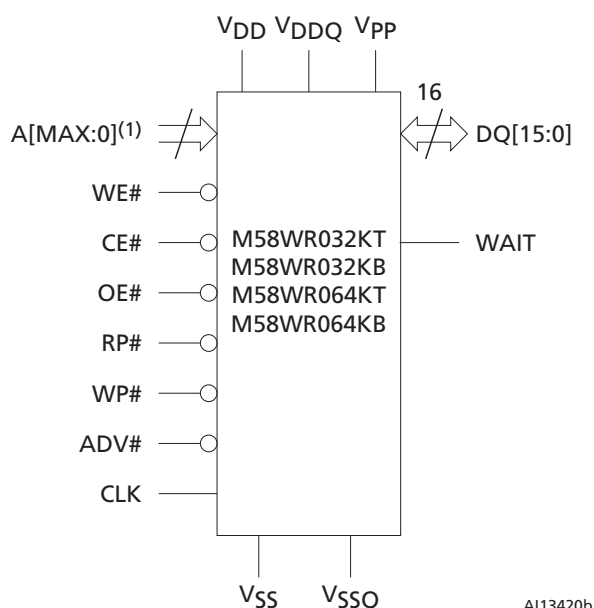 VDD VDDQ VPP
16
A[MAX:0](1)
DQ[15:0]
WE#
CE#
M58WR032KT
WAIT
M58WR032KB
OE#
M58WR064KT
M58WR064KB
RP#
WP#
ADV#
CLK
VSS VSSQ
AI13420b